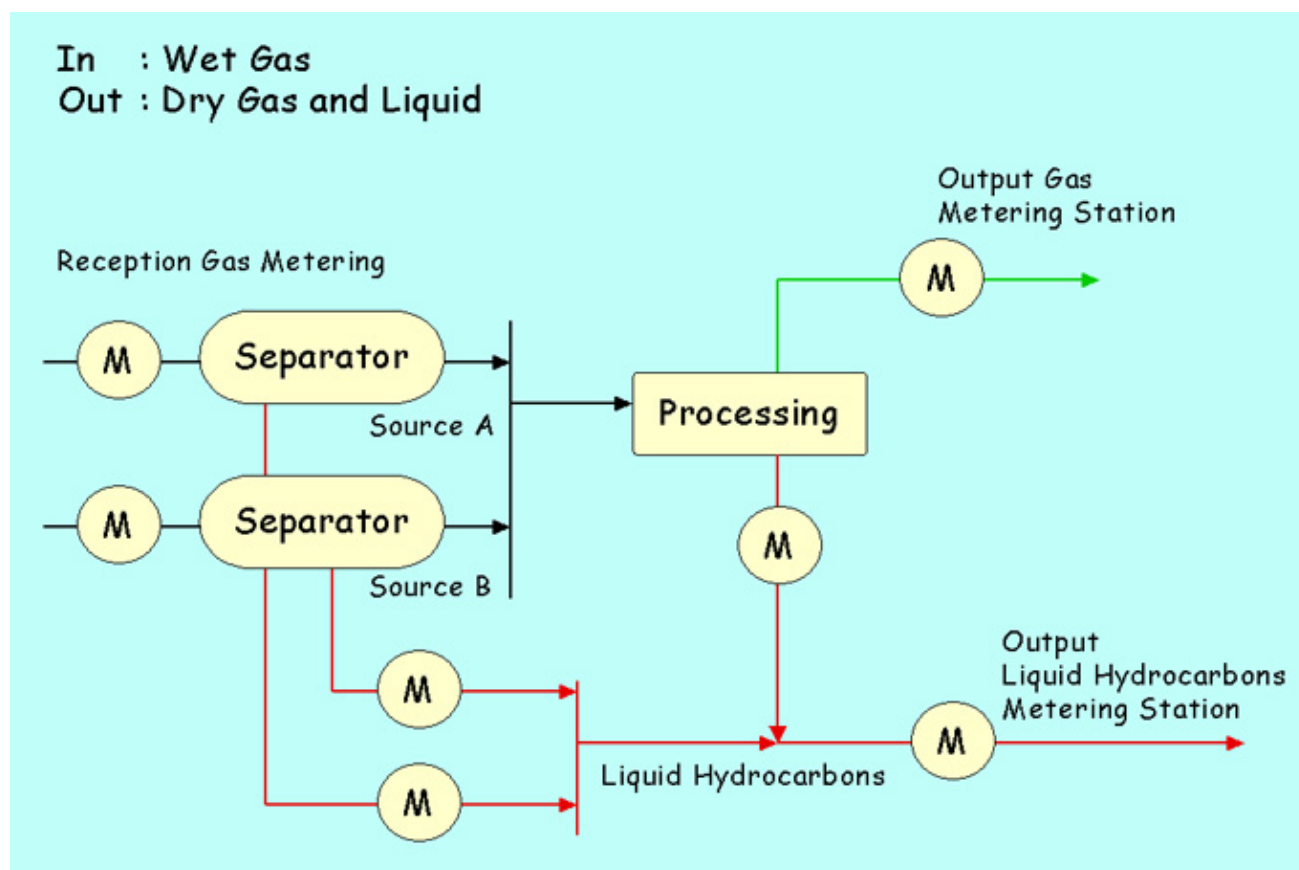 In : Wet Gas
Out : Dry Gas and Liquid
Output Gas
Metering Station
Reception Gas Metering
M
M
Separator
Source A
Processing
M
Separator
Source B
M
M
Output
Liquid Hydrocarbons
Metering Station
M
Liquid Hydrocarbons
M